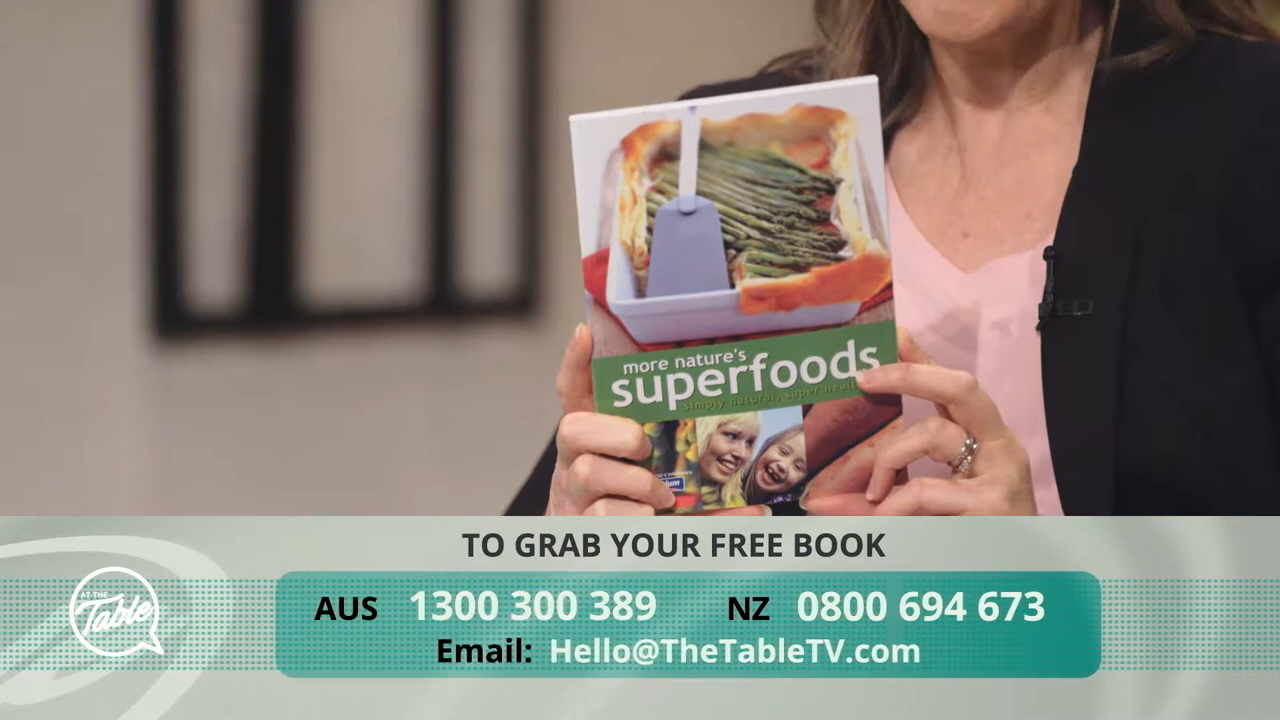 more nature's
superfoods
simply natural, super
TO GRAB YOUR FREE BOOK
AUS 1300 300 389 NZ 0800 694 673
Email: Hello@TheTableTV.com
AT THE
Table